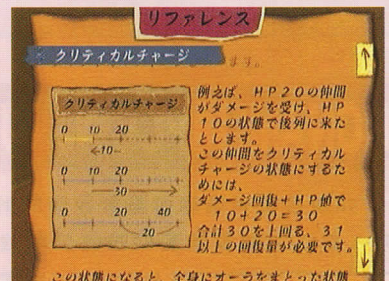 リファレンス
クリティカルチャージ
ます。
クリティカルチャージ
0 10 20
←10
30
0 40
20
例えば、HP20の仲間
がダメージを受け、HP
10の状態で後列に来た
とします。
この仲間をクリティカル
チャージの状態にするた
めには、
ダメージ回復+HP値で
10+20=30
合計30を上回る、31
以上の回復量が必要です。
この状態になると、全身にオーラをまとった状態